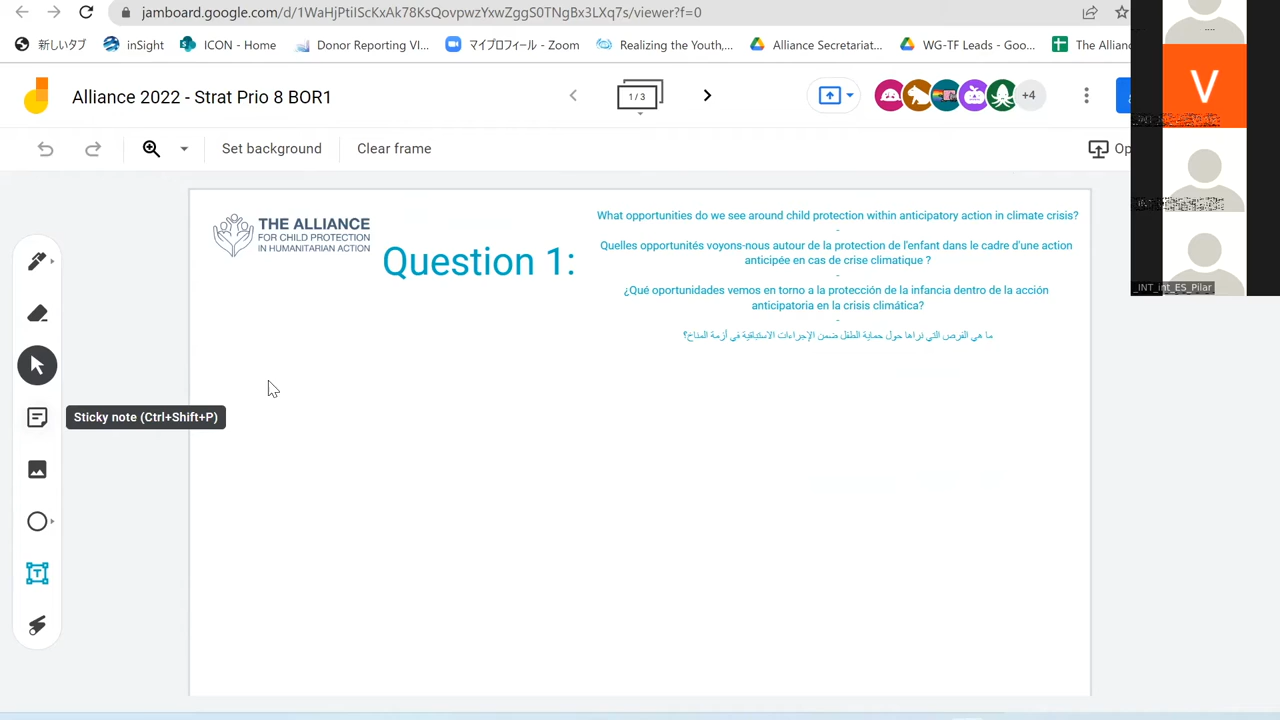 jamboard.google.com/d/1WaHjPtiIScKxAk78KsQovpwzYxwZggS0TNgBx3LXq7s/viewer?f=0
新しいタブ inSight ICON - Home Donor Reporting VI... マイプロフィール - Zoom Realizing the Youth,... Alliance Secretariat... WG-TF Leads - Goo... The Allianc
Alliance 2022 - Strat Prio 8 BOR1
1 / 3
+4
V
Set background Clear frame
Op
THE ALLIANCE
FOR CHILD PROTECTION
IN HUMANITARIAN ACTION
Question 1:
What opportunities do we see around child protection within anticipatory action in climate crisis?
-
Quelles opportunités voyons-nous autour de la protection de l'enfant dans le cadre d'une action
anticipée en cas de crise climatique ?
-
¿Qué oportunidades vemos en torno a la protección de la infancia dentro de la acción
anticipatoria en la crisis climática?
-
ما هي الفرص التي نراها حول حماية الطفل ضمن الإجراءات الاستباقية في أزمة المناخ؟
Sticky note (Ctrl+Shift+P)
_INT_int_ES_Pilar